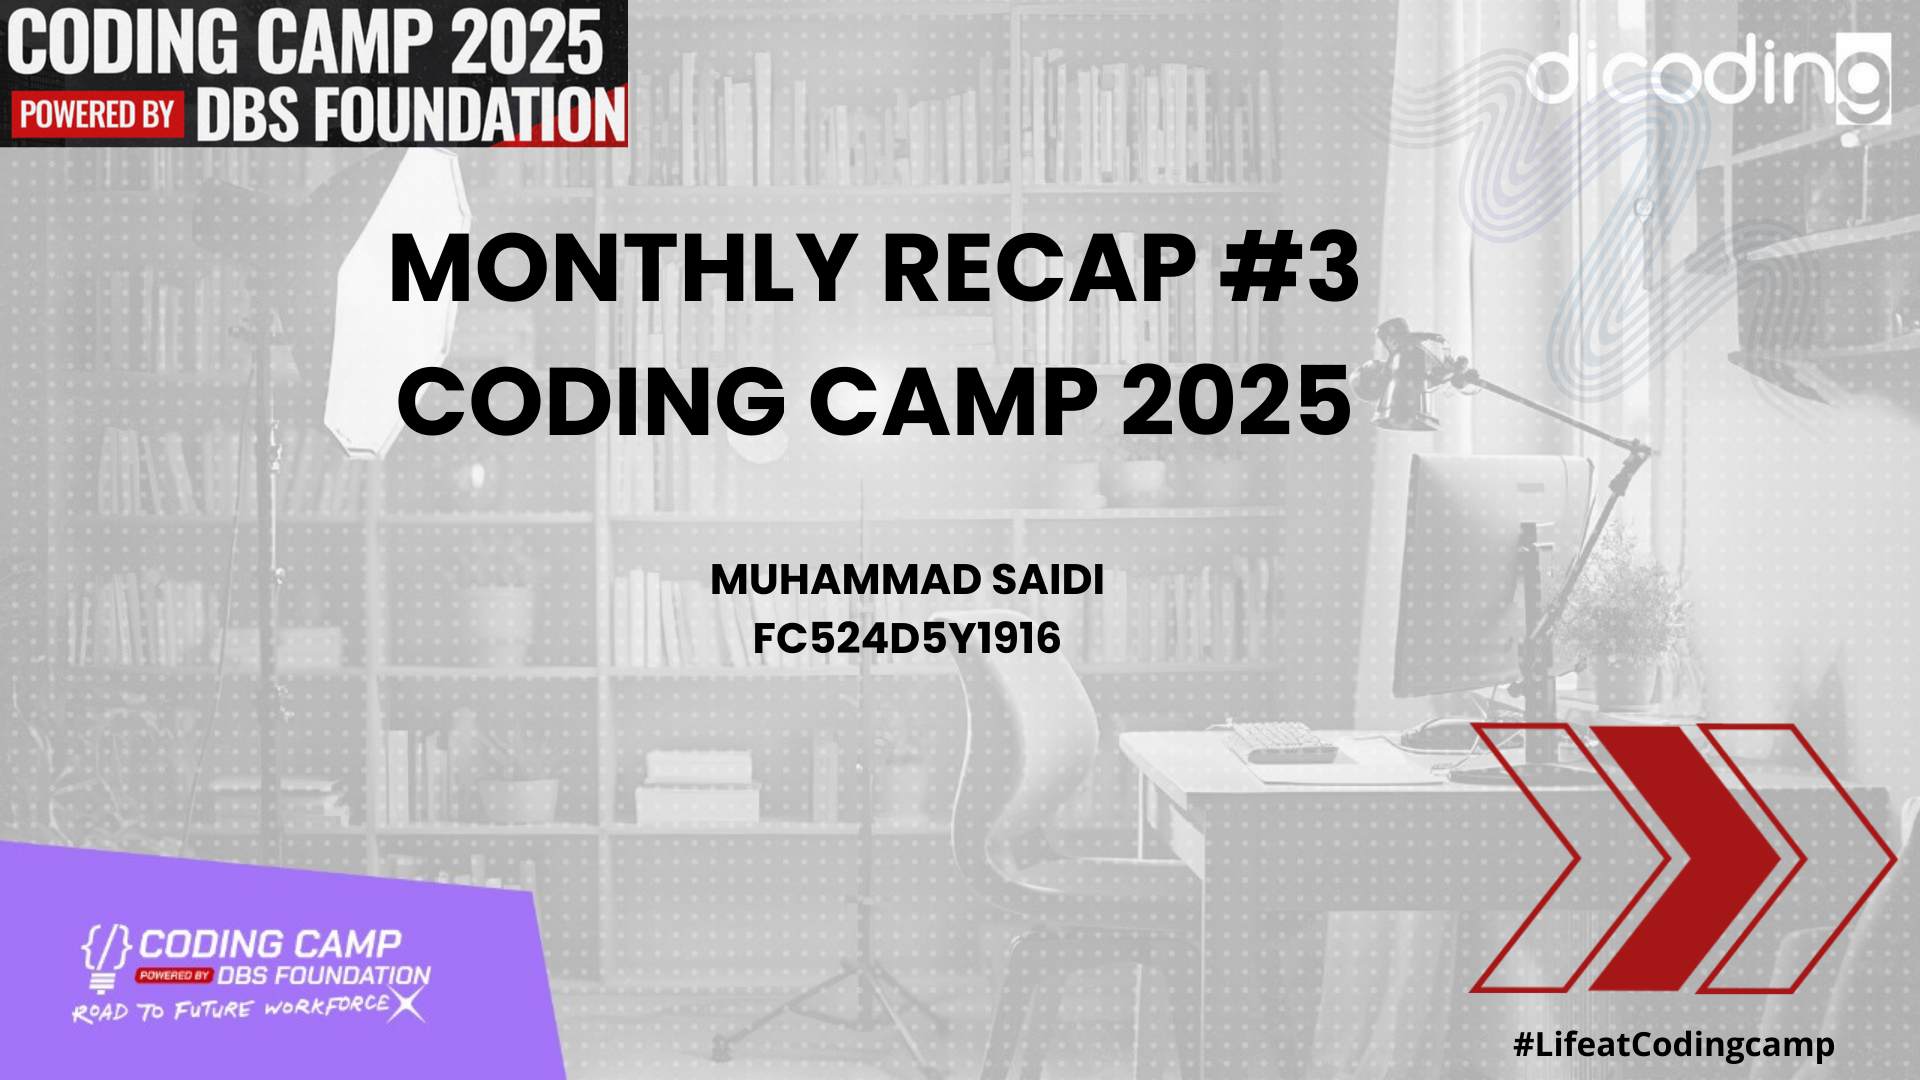 CODING CAMP 2025
POWERED BY DBS FOUNDATION
dicoding
MONTHLY RECAP #3
CODING CAMP 2025
MUHAMMAD SAIDI
FC524D5Y1916
{/} CODING CAMP
POWERED BY DBS FOUNDATION
ROAD TO FUTURE WORKFORCE X
#LifeatCodingcamp